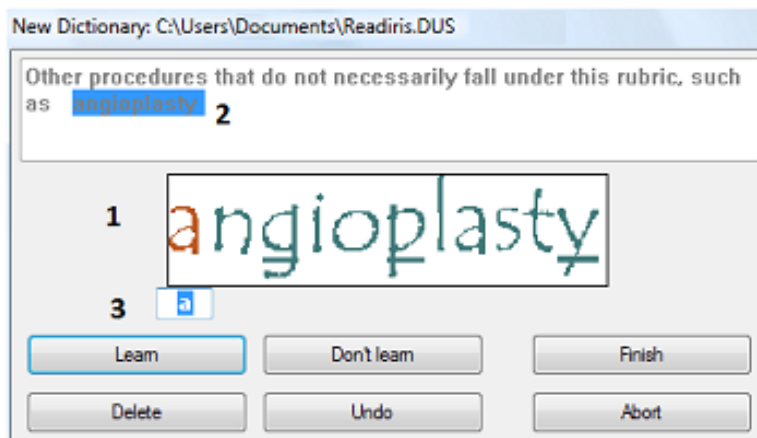 New Dictionary: C:\Users\Documents\Readiris.DUS
Other procedures that do not necessarily fall under this rubric, such
as angioplasty 2
1 angioplasty
3 a
Learn Don't learn Finish
Delete Undo Abort